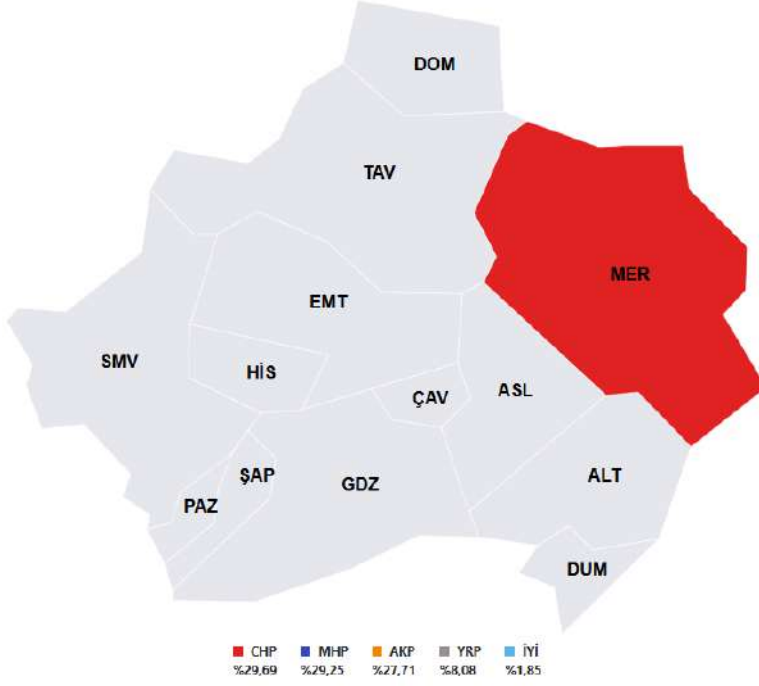 DOM
TAV
MER
EMT
SMV
HİS
ÇAV
ASL
ŞAP
GDZ
ALT
PAZ
DUM
CHP MHP AKP YRP İYİ
%29,69 %29,25 %27,71 %8,08 %1,85